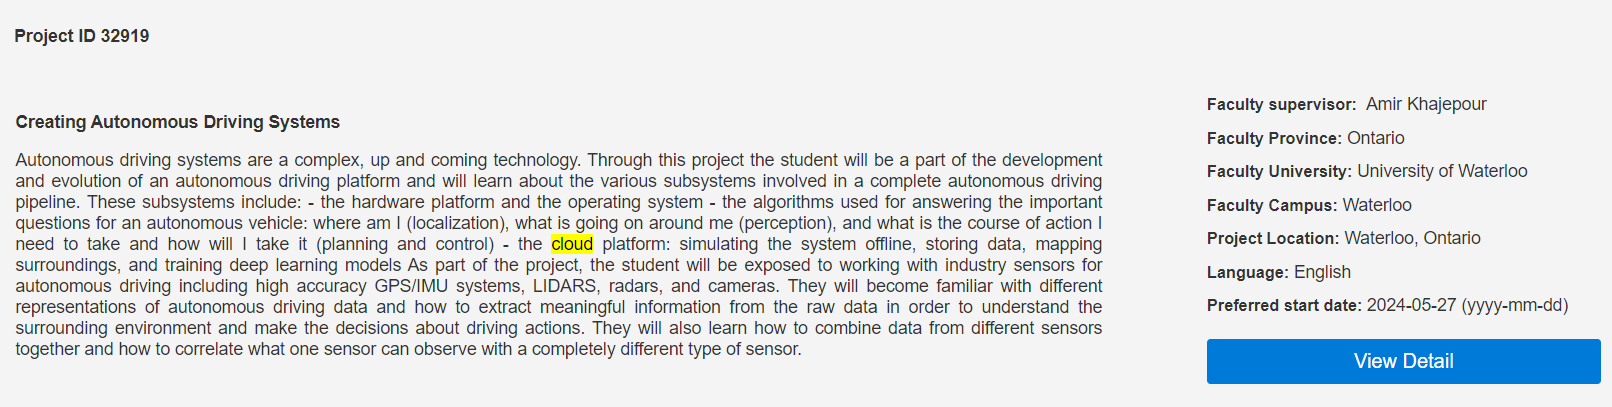 Project ID 32919
Creating Autonomous Driving Systems
Autonomous driving systems are a complex, up and coming technology. Through this project the student will be a part of the development
and evolution of an autonomous driving platform and will learn about the various subsystems involved in a complete autonomous driving
pipeline. These subsystems include: - the hardware platform and the operating system - the algorithms used for answering the important
questions for an autonomous vehicle: where am I (localization), what is going on around me (perception), and what is the course of action I
need to take and how will I take it (planning and control) - the cloud platform: simulating the system offline, storing data, mapping
surroundings, and training deep learning models As part of the project, the student will be exposed to working with industry sensors for
autonomous driving including high accuracy GPS/IMU systems, LIDARS, radars, and cameras. They will become familiar with different
representations of autonomous driving data and how to extract meaningful information from the raw data in order to understand the
surrounding environment and make the decisions about driving actions. They will also learn how to combine data from different sensors
together and how to correlate what one sensor can observe with a completely different type of sensor.
Faculty supervisor: Amir Khajepour
Faculty Province: Ontario
Faculty University: University of Waterloo
Faculty Campus: Waterloo
Project Location: Waterloo, Ontario
Language: English
Preferred start date: 2024-05-27 (yyyy-mm-dd)
View Detail